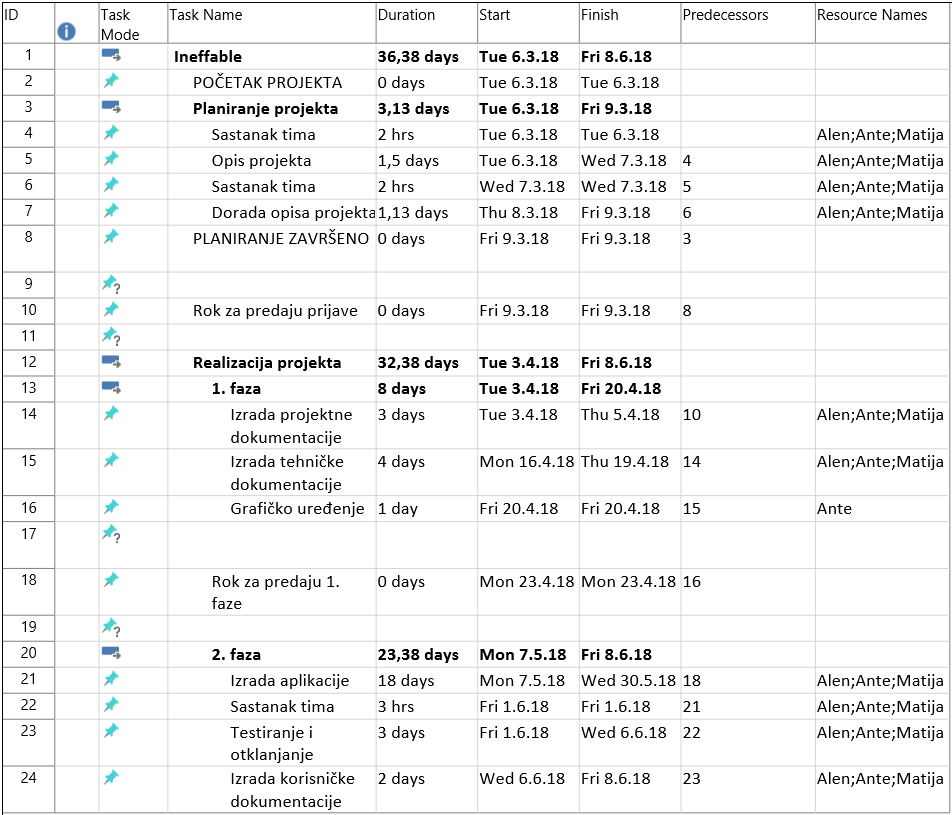 ID Task Mode Task Name Duration Start Finish Predecessors Resource Names
1 Ineffable 36,38 days Tue 6.3.18 Fri 8.6.18
2 POČETAK PROJEKTA 0 days Tue 6.3.18 Tue 6.3.18
3 Planiranje projekta 3,13 days Tue 6.3.18 Fri 9.3.18
4 Sastanak tima 2 hrs Tue 6.3.18 Tue 6.3.18 Alen;Ante;Matija
5 Opis projekta 1,5 days Tue 6.3.18 Wed 7.3.18 4 Alen;Ante;Matija
6 Sastanak tima 2 hrs Wed 7.3.18 Wed 7.3.18 5 Alen;Ante;Matija
7 Dorada opisa projekta 1,13 days Thu 8.3.18 Fri 9.3.18 6 Alen;Ante;Matija
8 PLANIRANJE ZAVRŠENO 0 days Fri 9.3.18 Fri 9.3.18 3
9 ?
10 Rok za predaju prijave 0 days Fri 9.3.18 Fri 9.3.18 8
11 ?
12 Realizacija projekta 32,38 days Tue 3.4.18 Fri 8.6.18
13 1. faza 8 days Tue 3.4.18 Fri 20.4.18
14 Izrada projektne 3 days Tue 3.4.18 Thu 5.4.18 10 Alen;Ante;Matija
dokumentacije
15 Izrada tehničke 4 days Mon 16.4.18 Thu 19.4.18 14 Alen;Ante;Matija
dokumentacije
16 Grafičko uređenje 1 day Fri 20.4.18 Fri 20.4.18 15 Ante
17 ?
18 Rok za predaju 1. 0 days Mon 23.4.18 Mon 23.4.18 16
faze
19 ?
20 2. faza 23,38 days Mon 7.5.18 Fri 8.6.18
21 Izrada aplikacije 18 days Mon 7.5.18 Wed 30.5.18 18 Alen;Ante;Matija
22 Sastanak tima 3 hrs Fri 1.6.18 Fri 1.6.18 21 Alen;Ante;Matija
23 Testiranje i 3 days Fri 1.6.18 Wed 6.6.18 22 Alen;Ante;Matija
otklanjanje
24 Izrada korisničke 2 days Wed 6.6.18 Fri 8.6.18 23 Alen;Ante;Matija
dokumentacije